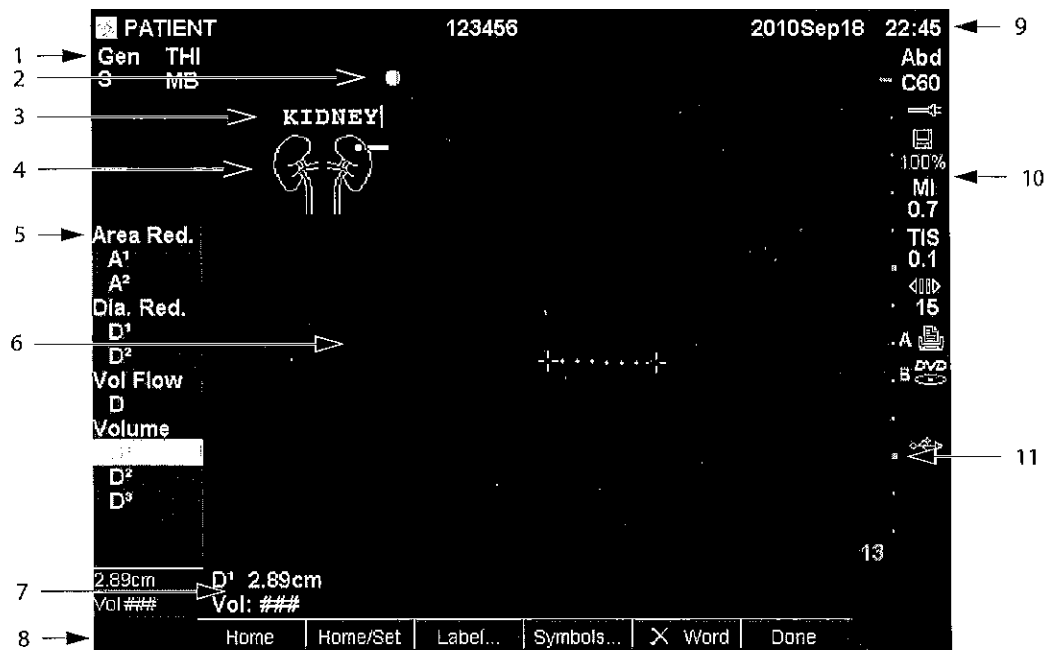 PATIENT 123456 2010Sep18 22:45 9
1 Gen THI Abd
2 S MB C60
3 KIDNEY
4
100% 10
MI
0.7
5 Area Red. TIS
A¹ 0.1
A²
Dia. Red. 15
D¹ A
6 D² B DVD
Vol Flow
D
Volume
11
D²
D³
13
2.89cm D¹ 2.89cm
7 Vol ### Vol: ###
8 Home Home/Set Label... Symbols... X Word Done